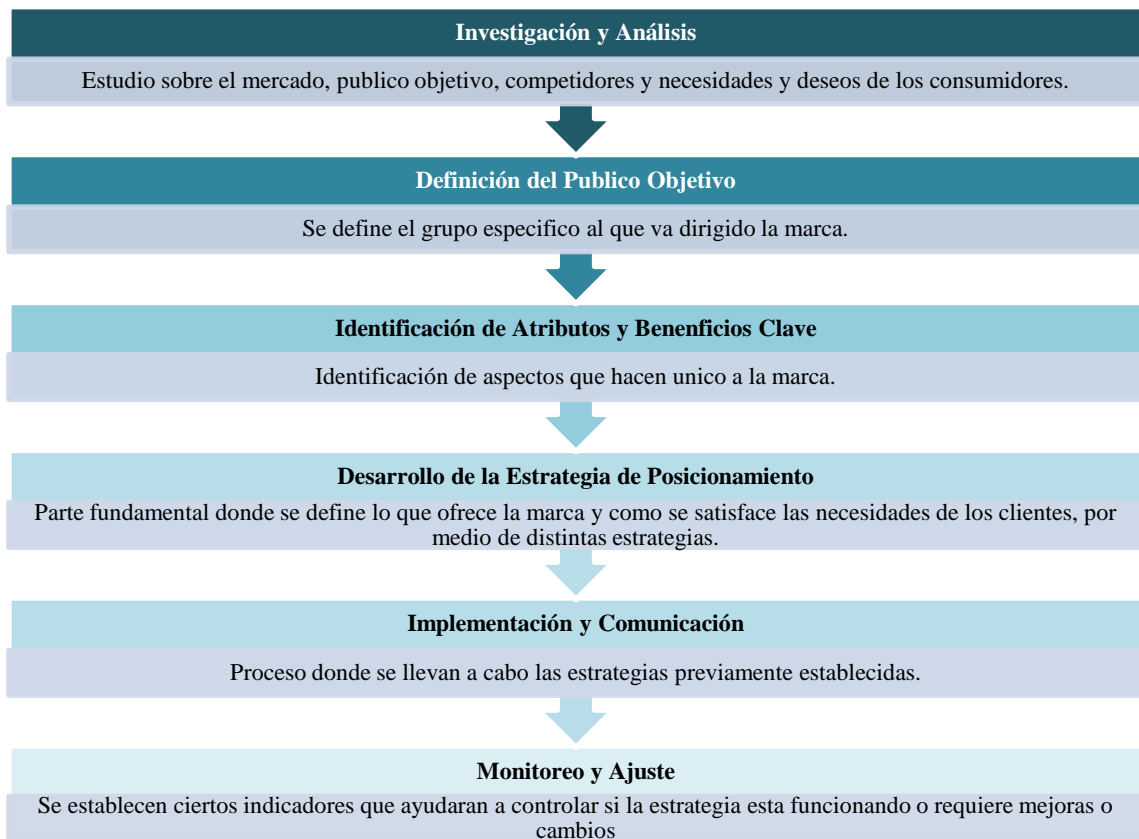 Investigación y Análisis
Estudio sobre el mercado, publico objetivo, competidores y necesidades y deseos de los consumidores.
Definición del Publico Objetivo
Se define el grupo especifico al que va dirigido la marca.
Identificación de Atributos y Benenficios Clave
Identificación de aspectos que hacen unico a la marca.
Desarrollo de la Estrategia de Posicionamiento
Parte fundamental donde se define lo que ofrece la marca y como se satisface las necesidades de los clientes, por
medio de distintas estrategias.
Implementación y Comunicación
Proceso donde se llevan a cabo las estrategias previamente establecidas.
Monitoreo y Ajuste
Se establecen ciertos indicadores que ayudaran a controlar si la estrategia esta funcionando o requiere mejoras o
cambios